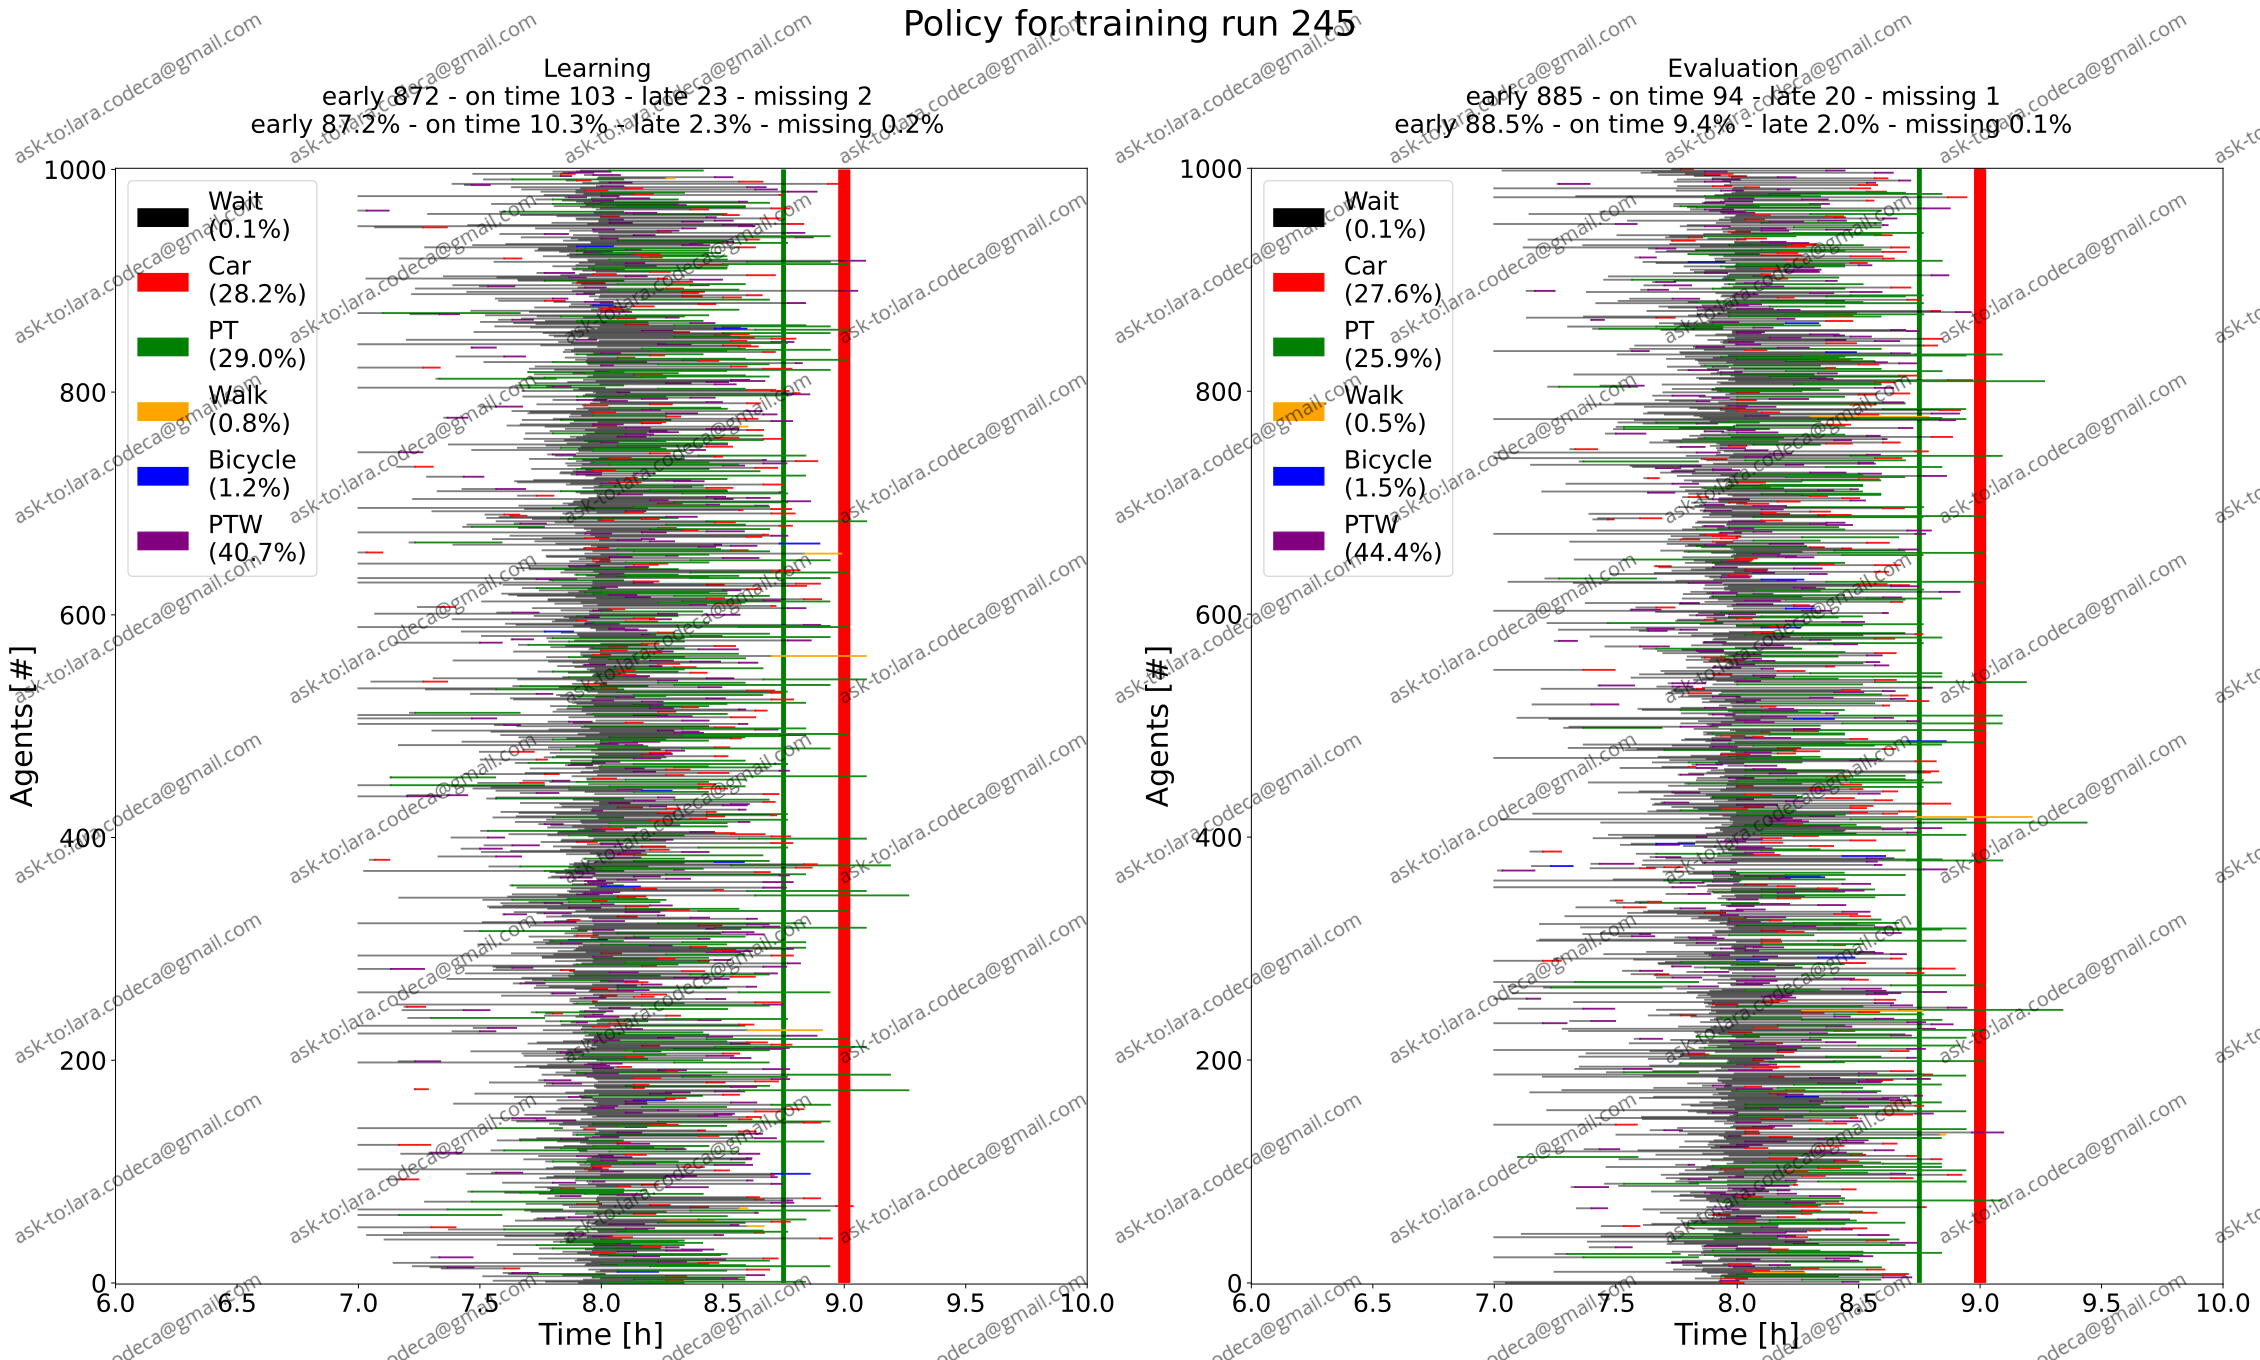 Policy for training run 245
Learning
early 872 - on time 103 - late 23 - missing 2
early 87.2% - on time 10.3% - late 2.3% - missing 0.2%
1000
800
600
400
200
0
Agents [#]
Wait
(0.1%)
Car
(28.2%)
PT
(29.0%)
Walk
(0.8%)
Bicycle
(1.2%)
PTW
(40.7%)
6.0 6.5 7.0 7.5 8.0 8.5 9.0 9.5 10.0
Time [h]
Evaluation
early 885 - on time 94 - late 20 - missing 1
early 88.5% - on time 9.4% - late 2.0% - missing 0.1%
1000
800
600
400
200
0
Agents [#]
Wait
(0.1%)
Car
(27.6%)
PT
(25.9%)
Walk
(0.5%)
Bicycle
(1.5%)
PTW
(44.4%)
6.0 6.5 7.0 7.5 8.0 8.5 9.0 9.5 10.0
Time [h]
ask-to:lara.codeca@gmail.com